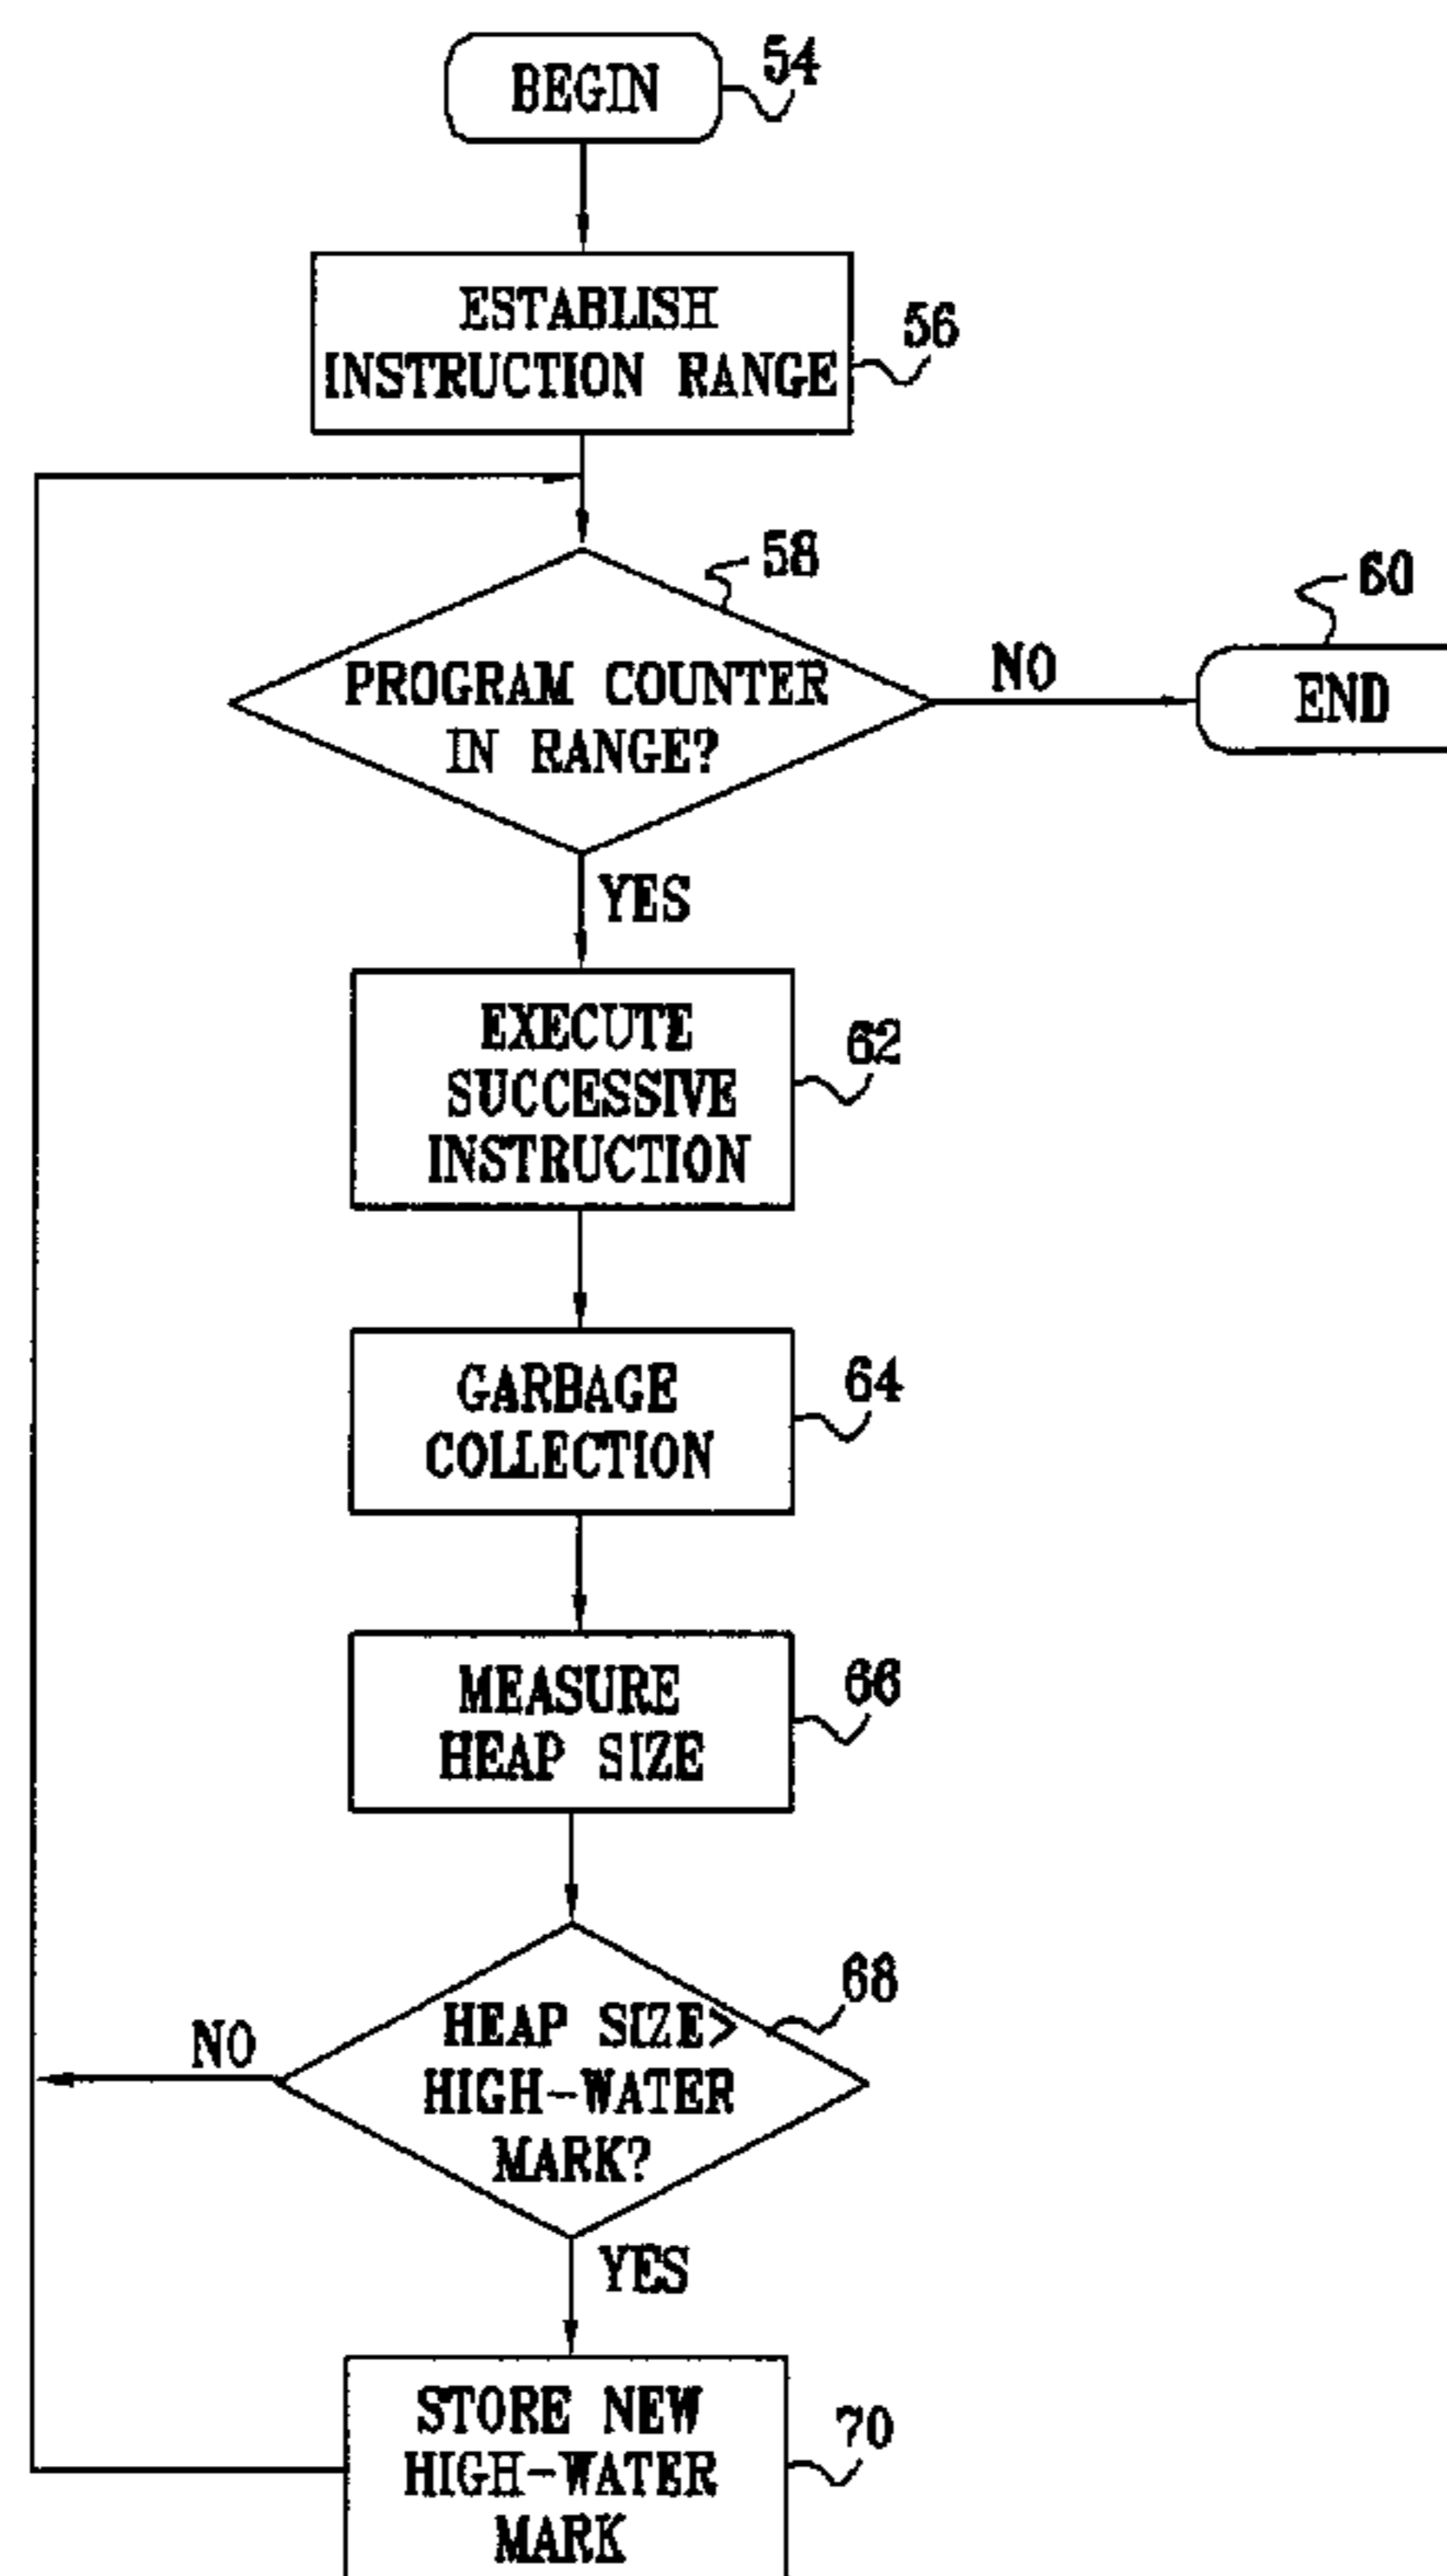 BEGIN
54
ESTABLISH
INSTRUCTION RANGE
56
58
PROGRAM COUNTER
IN RANGE?
NO
60
END
YES
EXECUTE
SUCCESSIVE
INSTRUCTION
62
GARBAGE
COLLECTION
64
MEASURE
HEAP SIZE
66
68
HEAP SIZE>
HIGH-WATER
MARK?
NO
YES
STORE NEW
HIGH-WATER
MARK
70